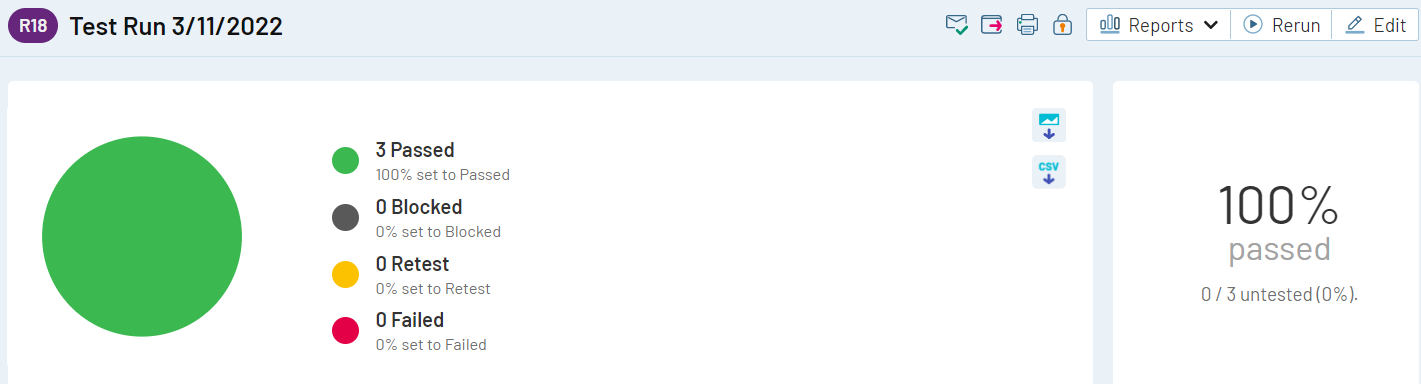 R18 Test Run 3/11/2022 Reports Rerun Edit
3 Passed
100% set to Passed
0 Blocked
0% set to Blocked
0 Retest
0% set to Retest
0 Failed
0% set to Failed
CSV
100%
passed
0 / 3 untested (0%).